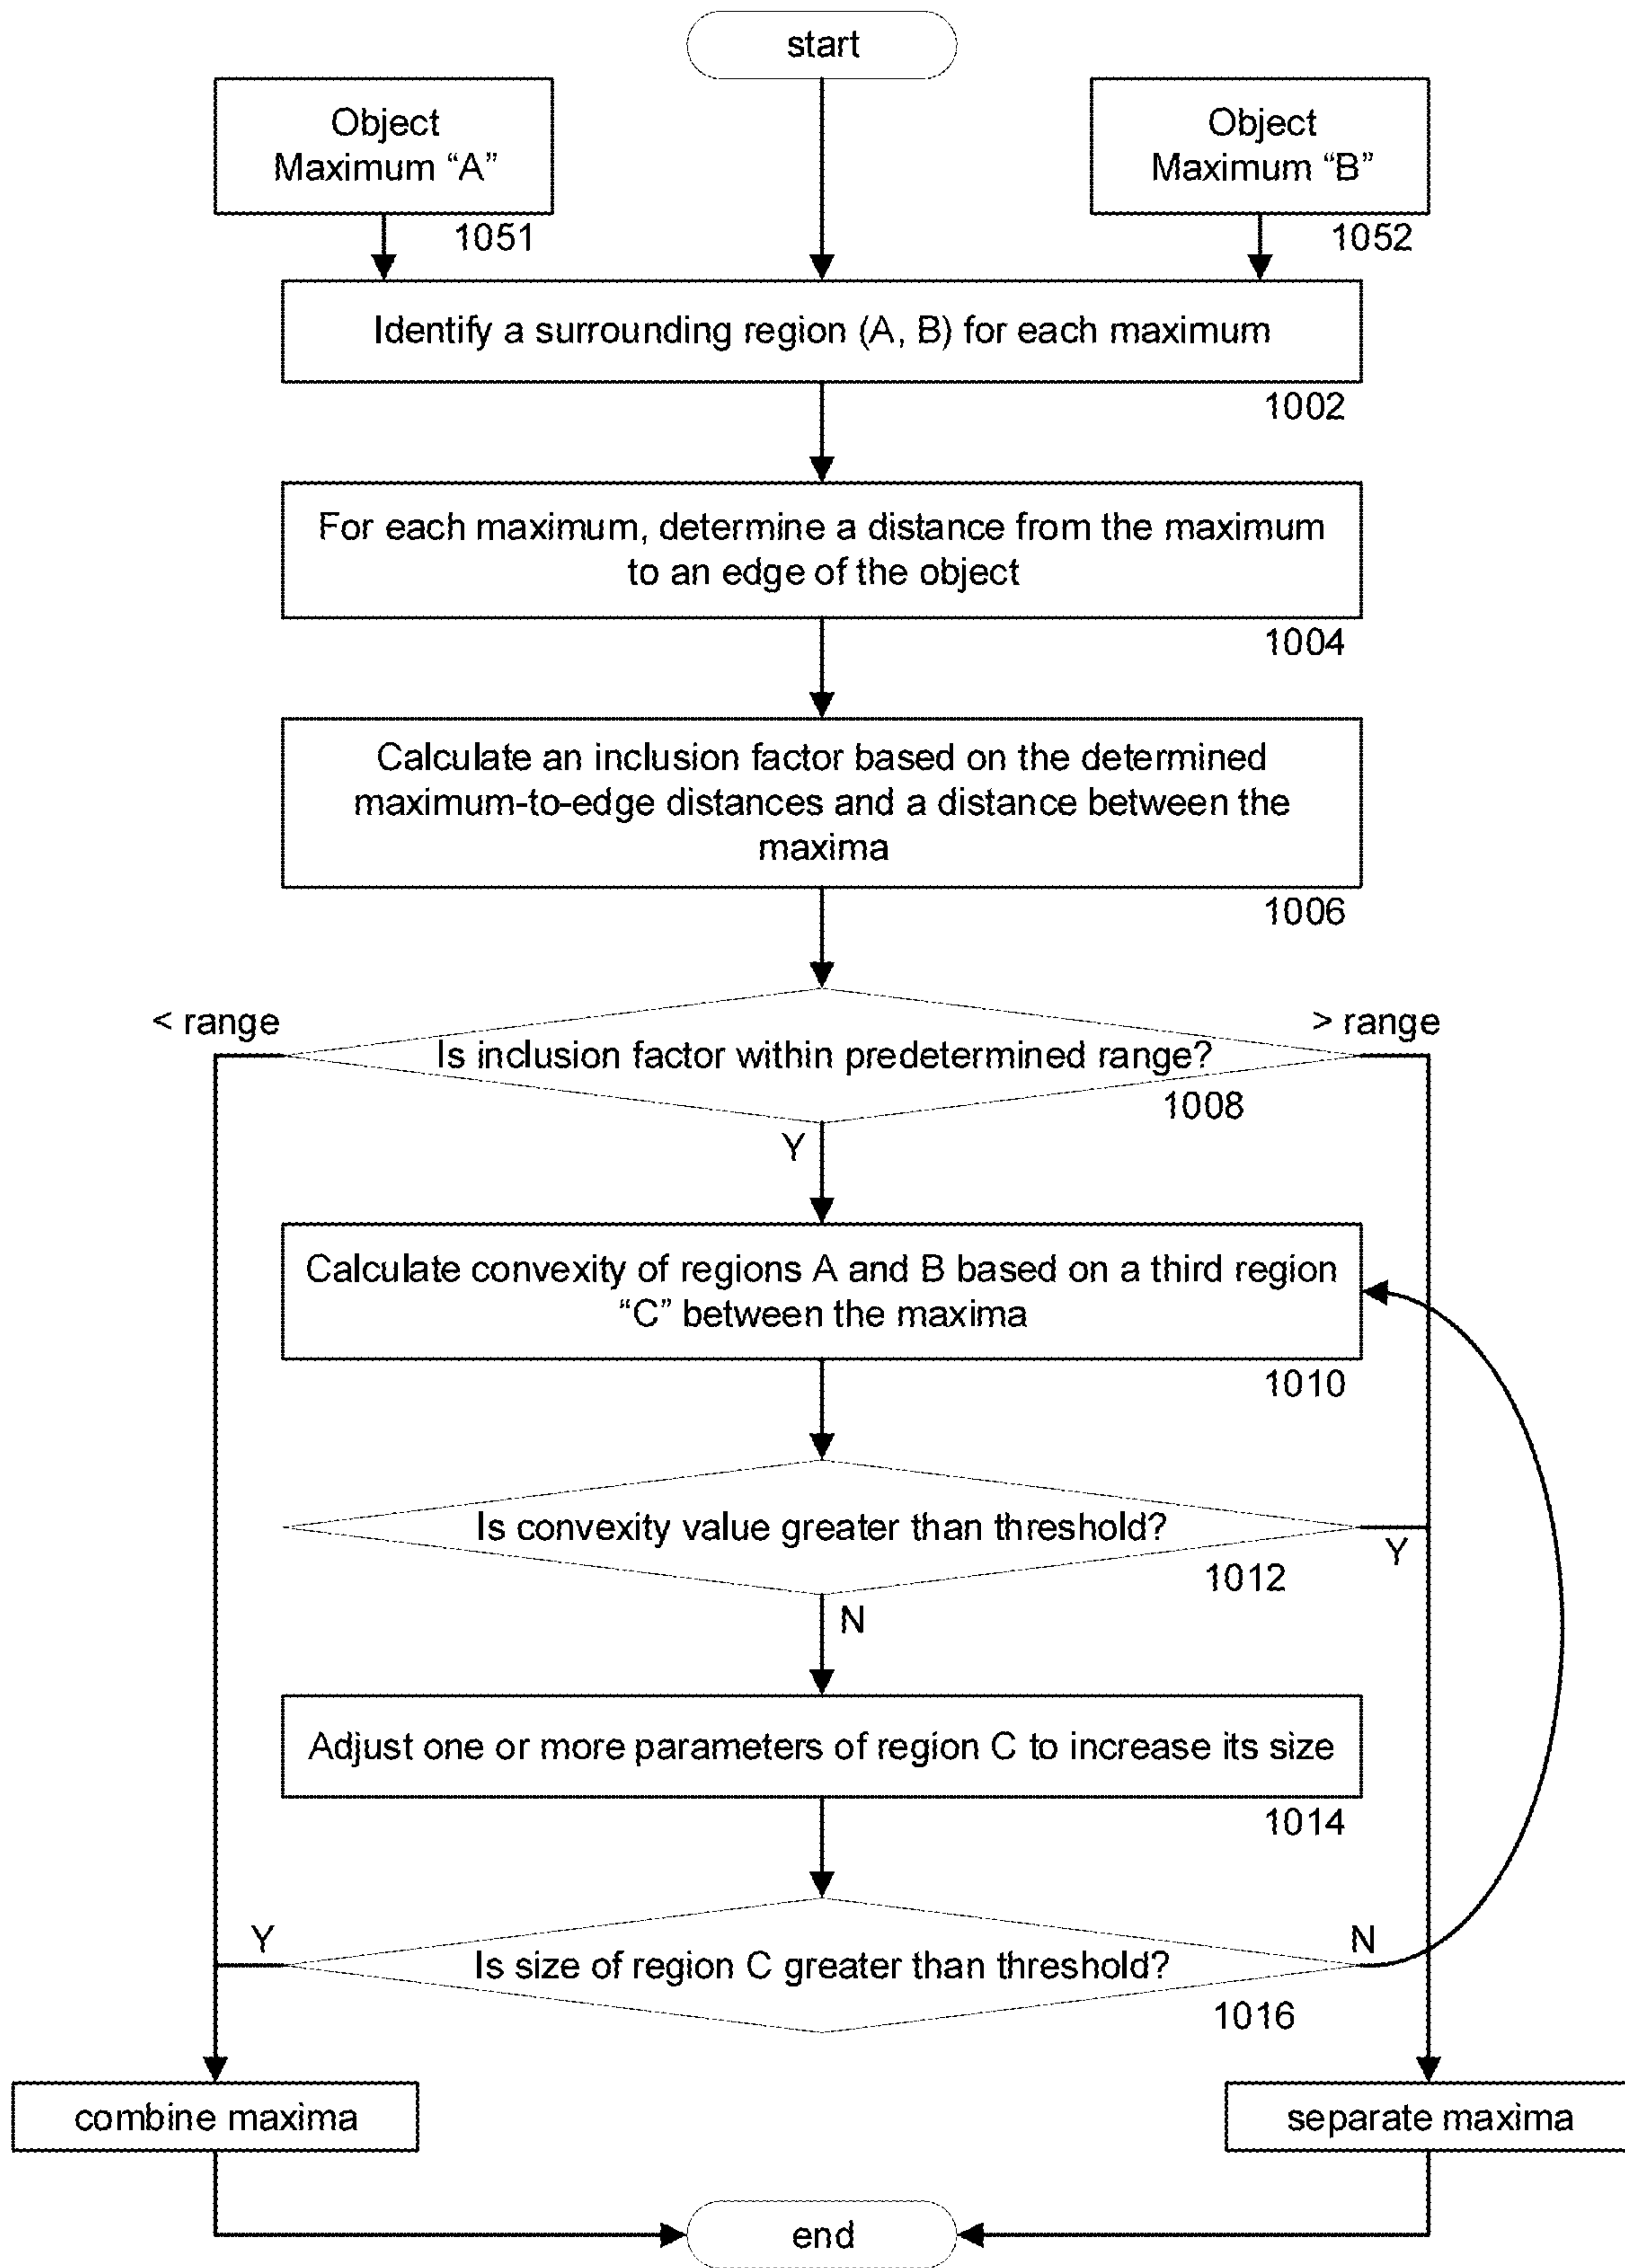 start
Object
Maximum “A”
1051
Object
Maximum “B”
1052
Identify a surrounding region (A, B) for each maximum
1002
For each maximum, determine a distance from the maximum
to an edge of the object
1004
Calculate an inclusion factor based on the determined
maximum-to-edge distances and a distance between the
maxima
1006
< range
> range
Is inclusion factor within predetermined range?
1008
Y
Calculate convexity of regions A and B based on a third region
“C” between the maxima
1010
Is convexity value greater than threshold?
Y
1012
N
Adjust one or more parameters of region C to increase its size
1014
Y
N
Is size of region C greater than threshold?
1016
combine maxima
separate maxima
end